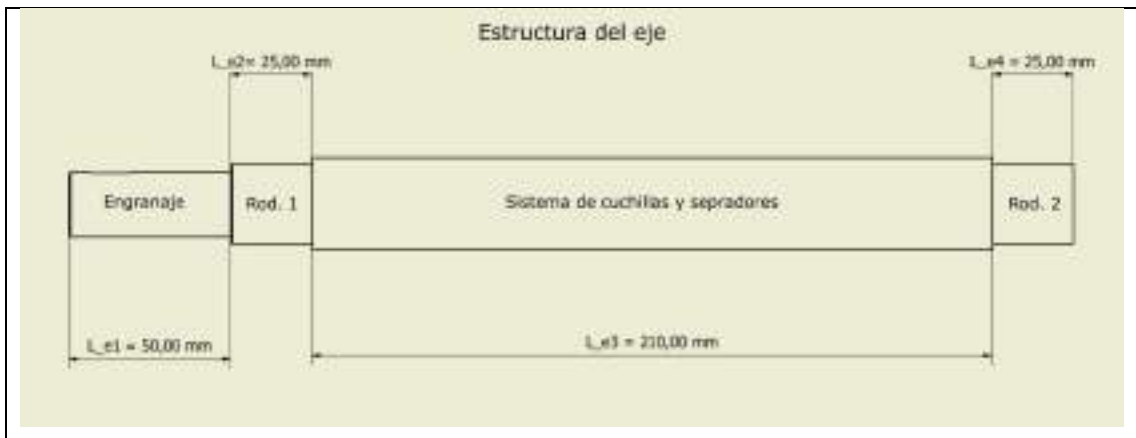 Estructura del eje
L_e2= 25,00 mm
L_e4 = 25,00 mm
Engranaje
Rod. 1
Sistema de cuchillas y sepradores
Rod. 2
L_e1 = 50,00 mm
L_e3 = 210,00 mm